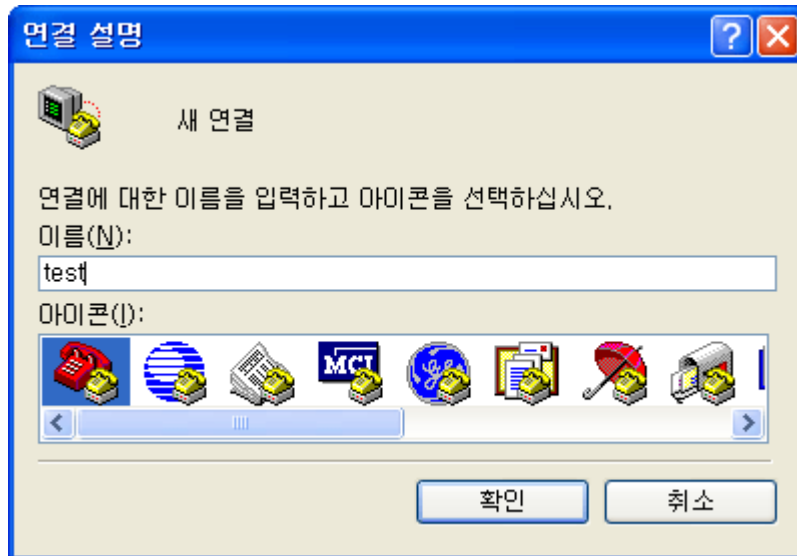 연결 설명
새 연결
연결에 대한 이름을 입력하고 아이콘을 선택하십시오.
이름(N):
test
아이콘(I):
MCI
확인 취소